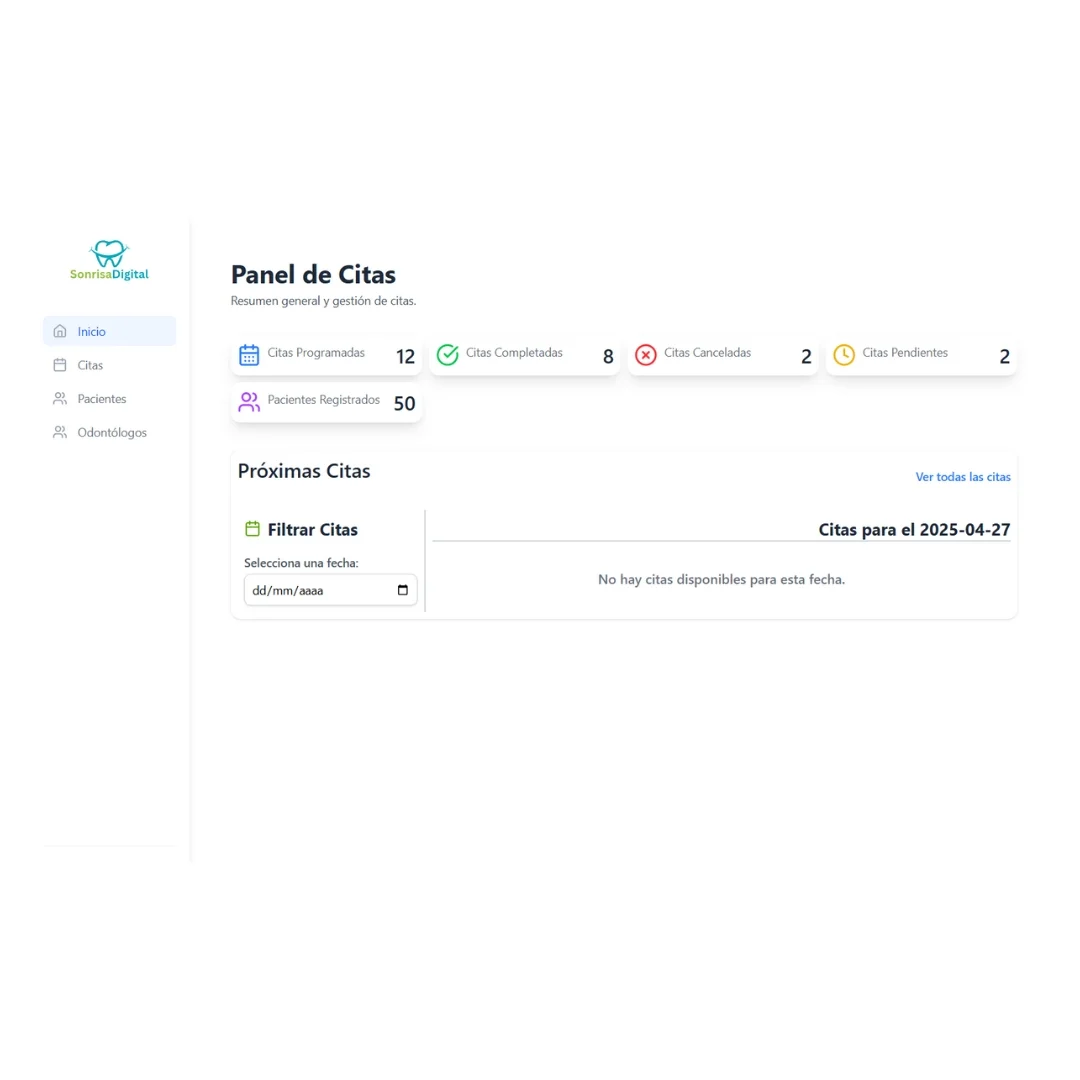 SonrisaDigital
Inicio
Citas
Pacientes
Odontólogos
Panel de Citas
Resumen general y gestión de citas.
Citas Programadas 12
Citas Completadas 8
Citas Canceladas 2
Citas Pendientes 2
Pacientes Registrados 50
Próximas Citas
Ver todas las citas
Filtrar Citas
Selecciona una fecha:
dd/mm/aaaa
Citas para el 2025-04-27
No hay citas disponibles para esta fecha.